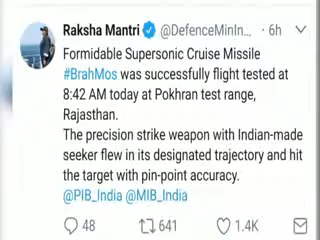 Raksha Mantri @DefenceMinIn... · 6h
Formidable Supersonic Cruise Missile
#BrahMos was successfully flight tested at
8:42 AM today at Pokhran test range,
Rajasthan.
The precision strike weapon with Indian-made
seeker flew in its designated trajectory and hit
the target with pin-point accuracy.
@PIB_India @MIB_India
48 641 1.4K